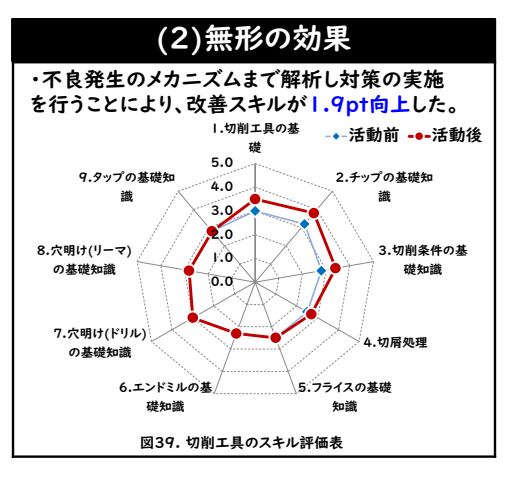 (2)無形の効果
・不良発生のメカニズムまで解析し対策の実施
を行うことにより、改善スキルが1.9pt向上した。
1.切削工具の基
礎
活動前 活動後
5.0
4.0
3.0
2.0
1.0
0.0
2.チップの基礎知
識
3.切削条件の基
礎知識
4.切屑処理
5.フライスの基礎
知識
6.エンドミルの基
礎知識
7.穴明け(ドリル)
の基礎知識
8.穴明け(リーマ)
の基礎知識
9.タップの基礎知
識
図39. 切削工具のスキル評価表